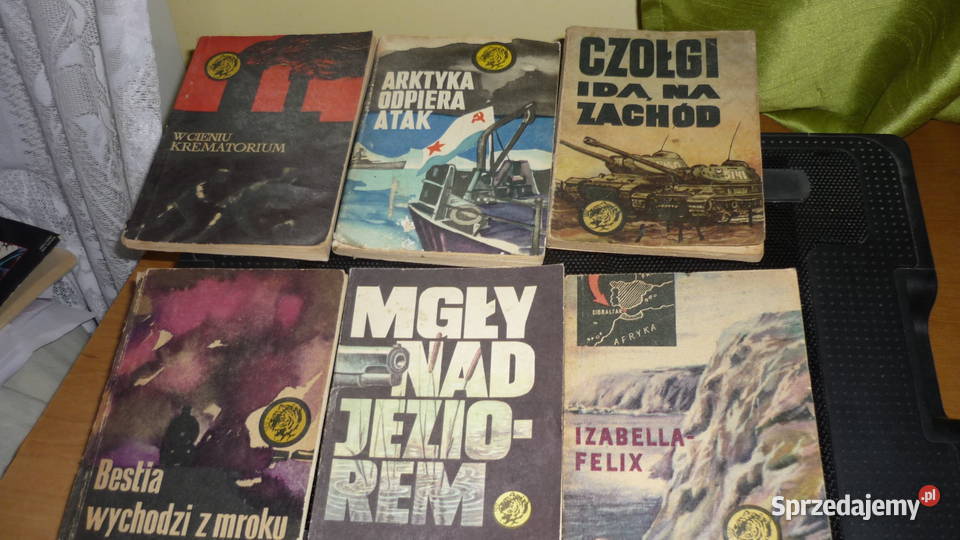 W CIENIU
KREMATORIUM
ARKTYKA
ODPIERA
ATAK
CZOŁGI
IDĄ NA
ZACHÓD
Bestia
wychodzi z mroku
MGŁY
NAD
JEZIO-
REM
GIBRALTAR
AFRYKA
IZABELLA-
FELIX
Sprzedajemy.pl